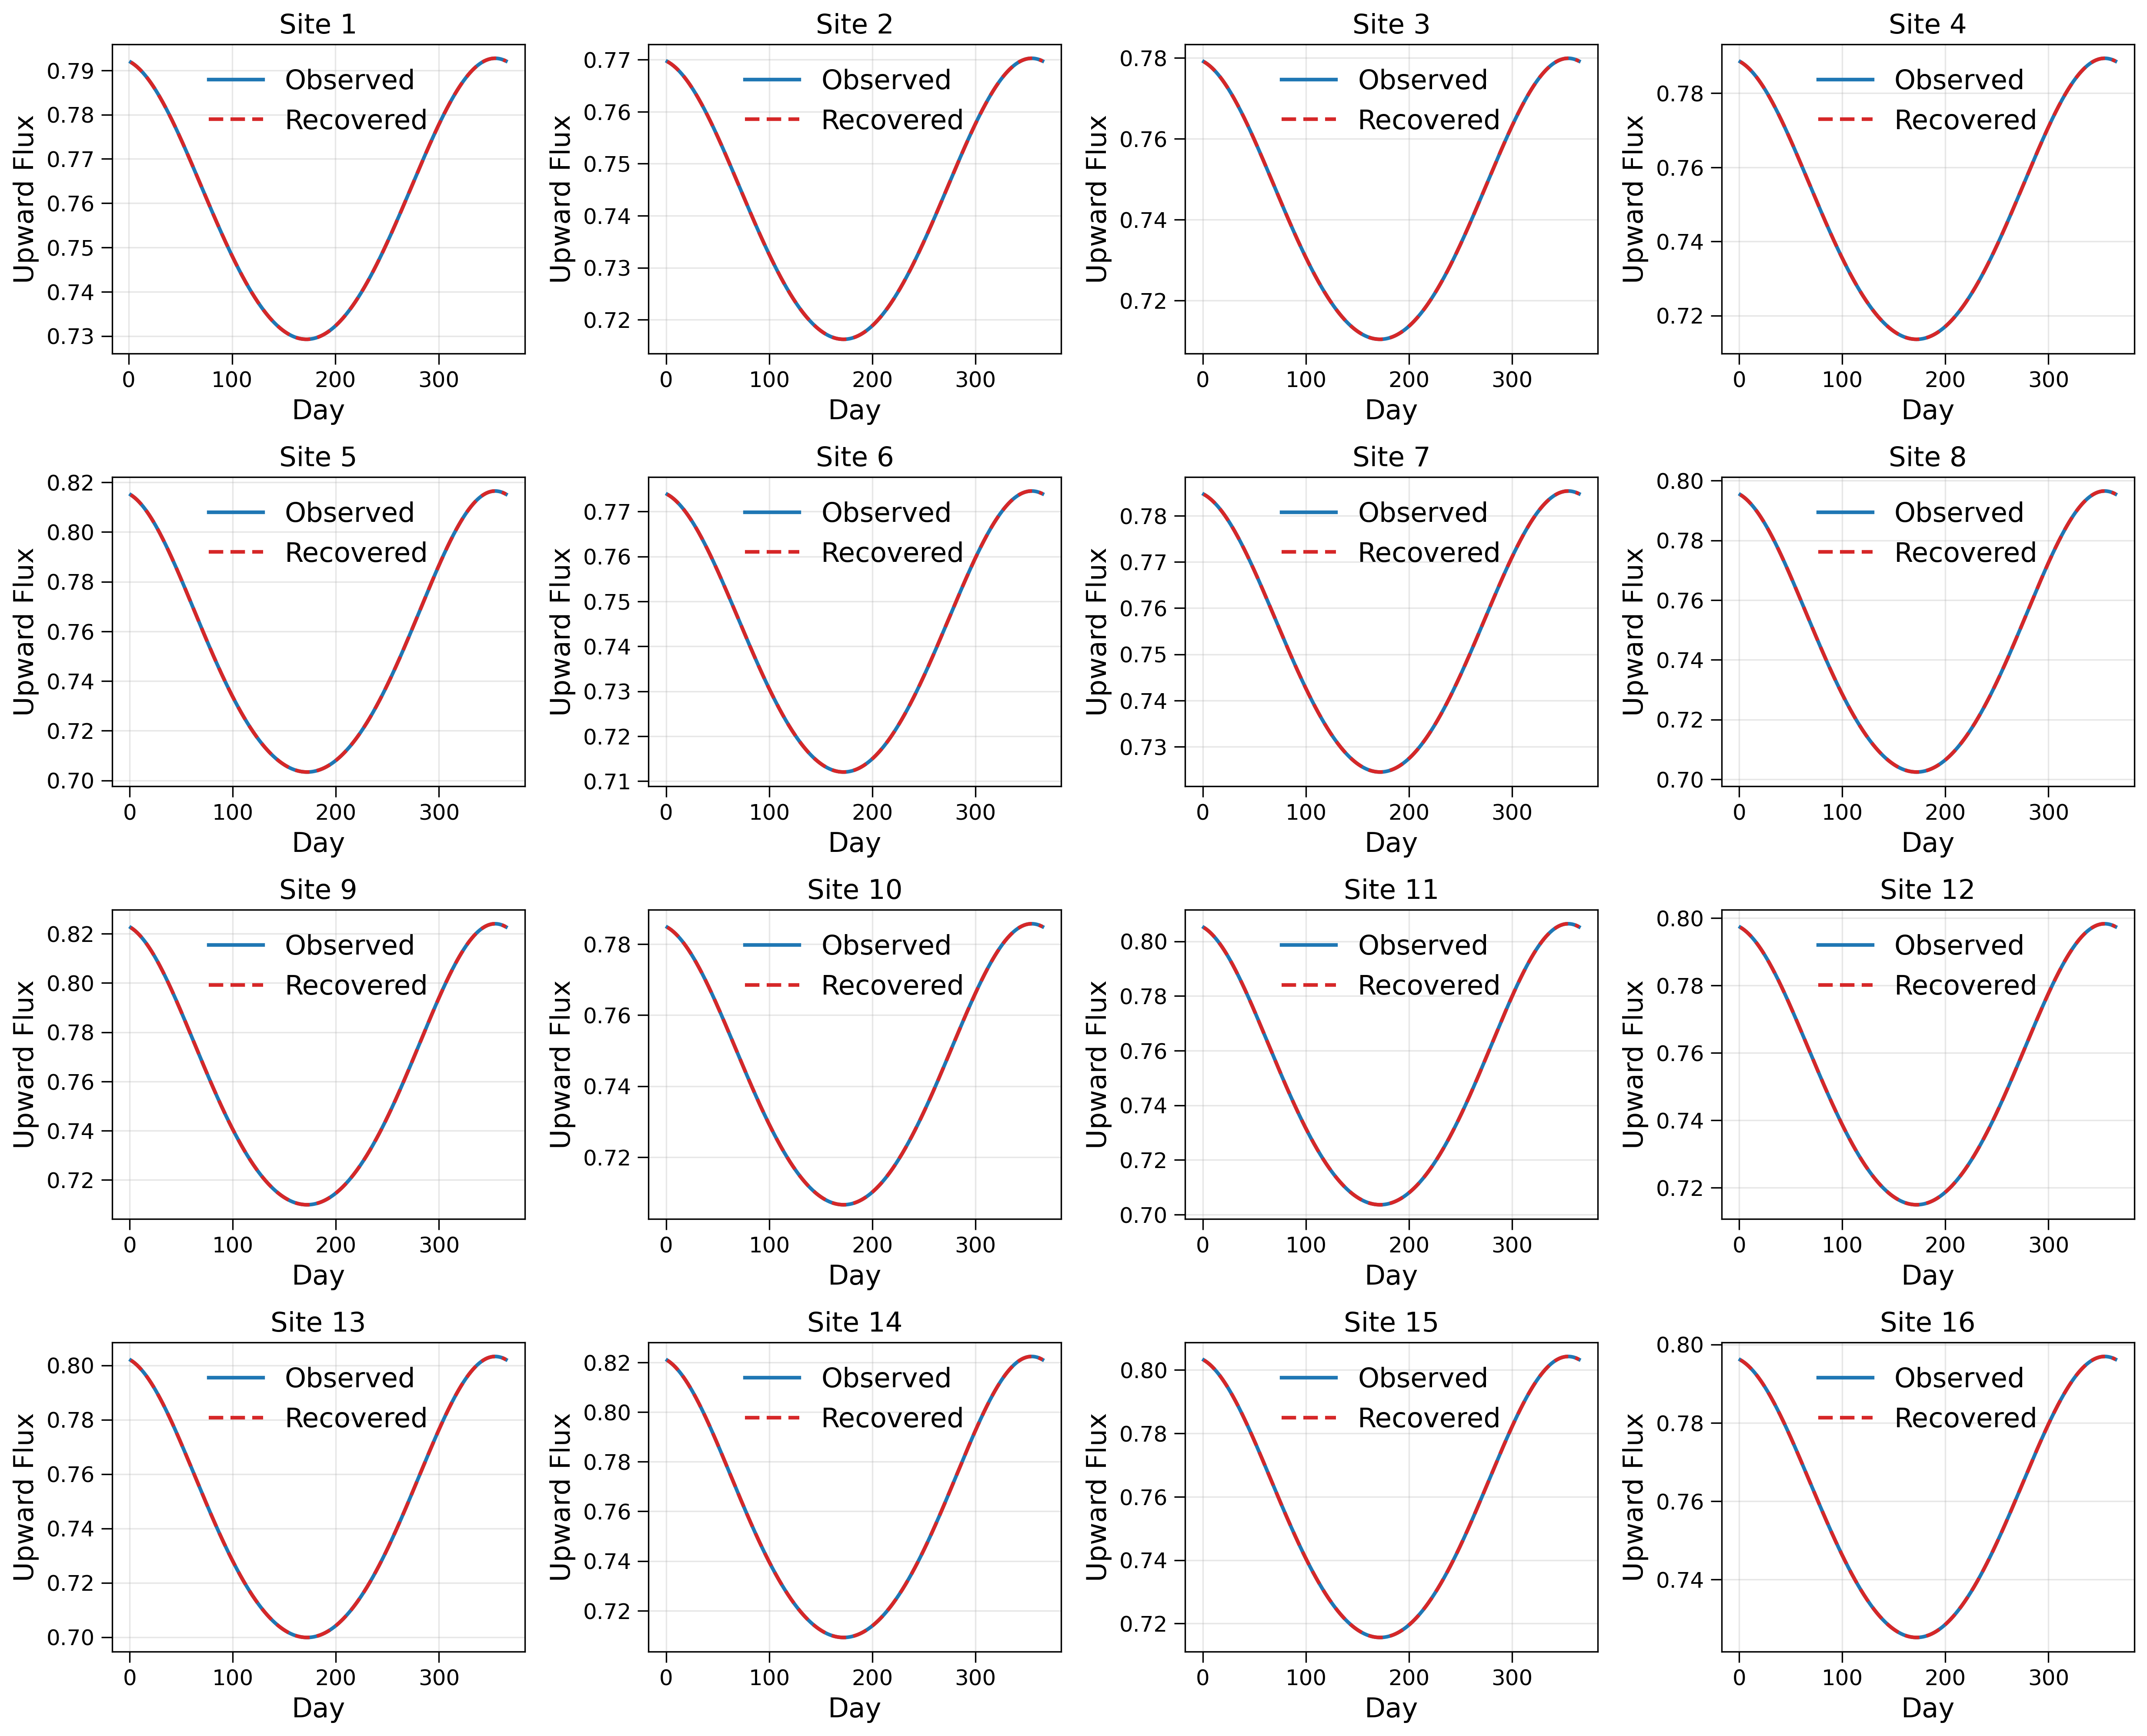 Site 1
Upward Flux
0.79
0.78
0.77
0.76
0.75
0.74
0.73
Observed
Recovered
0
100
200
300
Day
Site 2
Upward Flux
0.77
0.76
0.75
0.74
0.73
0.72
Observed
Recovered
0
100
200
300
Day
Site 3
Upward Flux
0.78
0.76
0.74
0.72
Observed
Recovered
0
100
200
300
Day
Site 4
Upward Flux
0.78
0.76
0.74
0.72
Observed
Recovered
0
100
200
300
Day
Site 5
Upward Flux
0.82
0.80
0.78
0.76
0.74
0.72
0.70
Observed
Recovered
0
100
200
300
Day
Site 6
Upward Flux
0.77
0.76
0.75
0.74
0.73
0.72
0.71
Observed
Recovered
0
100
200
300
Day
Site 7
Upward Flux
0.78
0.77
0.76
0.75
0.74
0.73
Observed
Recovered
0
100
200
300
Day
Site 8
Upward Flux
0.80
0.78
0.76
0.74
0.72
0.70
Observed
Recovered
0
100
200
300
Day
Site 9
Upward Flux
0.82
0.80
0.78
0.76
0.74
0.72
Observed
Recovered
0
100
200
300
Day
Site 10
Upward Flux
0.78
0.76
0.74
0.72
Observed
Recovered
0
100
200
300
Day
Site 11
Upward Flux
0.80
0.78
0.76
0.74
0.72
0.70
Observed
Recovered
0
100
200
300
Day
Site 12
Upward Flux
0.80
0.78
0.76
0.74
0.72
Observed
Recovered
0
100
200
300
Day
Site 13
Upward Flux
0.80
0.78
0.76
0.74
0.72
0.70
Observed
Recovered
0
100
200
300
Day
Site 14
Upward Flux
0.82
0.80
0.78
0.76
0.74
0.72
Observed
Recovered
0
100
200
300
Day
Site 15
Upward Flux
0.80
0.78
0.76
0.74
0.72
Observed
Recovered
0
100
200
300
Day
Site 16
Upward Flux
0.80
0.78
0.76
0.74
Observed
Recovered
0
100
200
300
Day